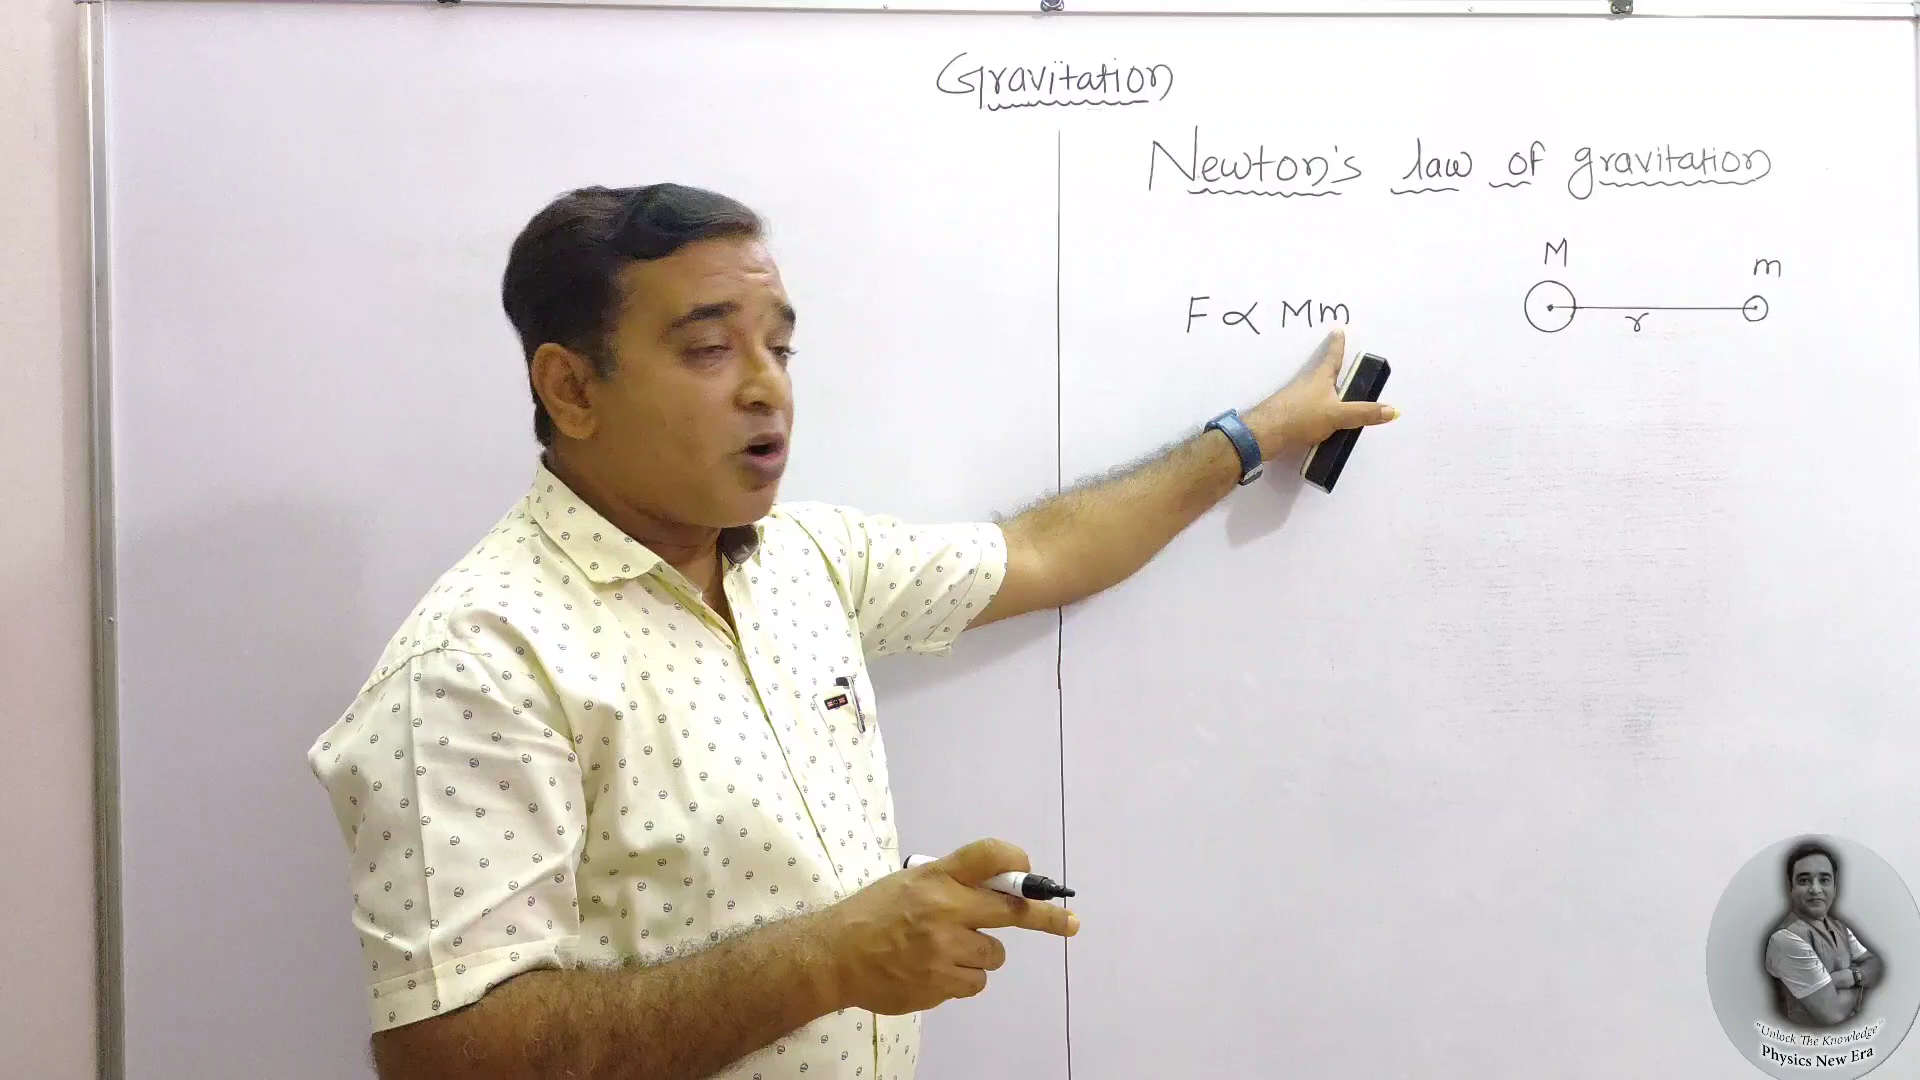 Gravitation
Newton's law of gravitation
M
m
F ∝ Mm
r
"Unlock The Knowledge"
Physics New Era